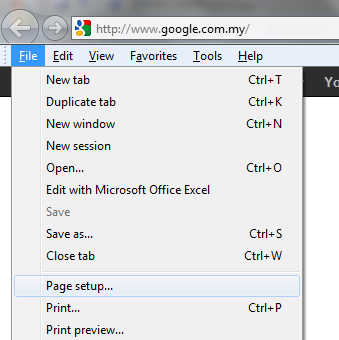 http://www.google.com.my/
File Edit View Favorites Tools Help
Yo
New tab Ctrl+T
Duplicate tab Ctrl+K
New window Ctrl+N
New session
Open... Ctrl+O
Edit with Microsoft Office Excel
Save
Save as... Ctrl+S
Close tab Ctrl+W
Page setup...
Print... Ctrl+P
Print preview...